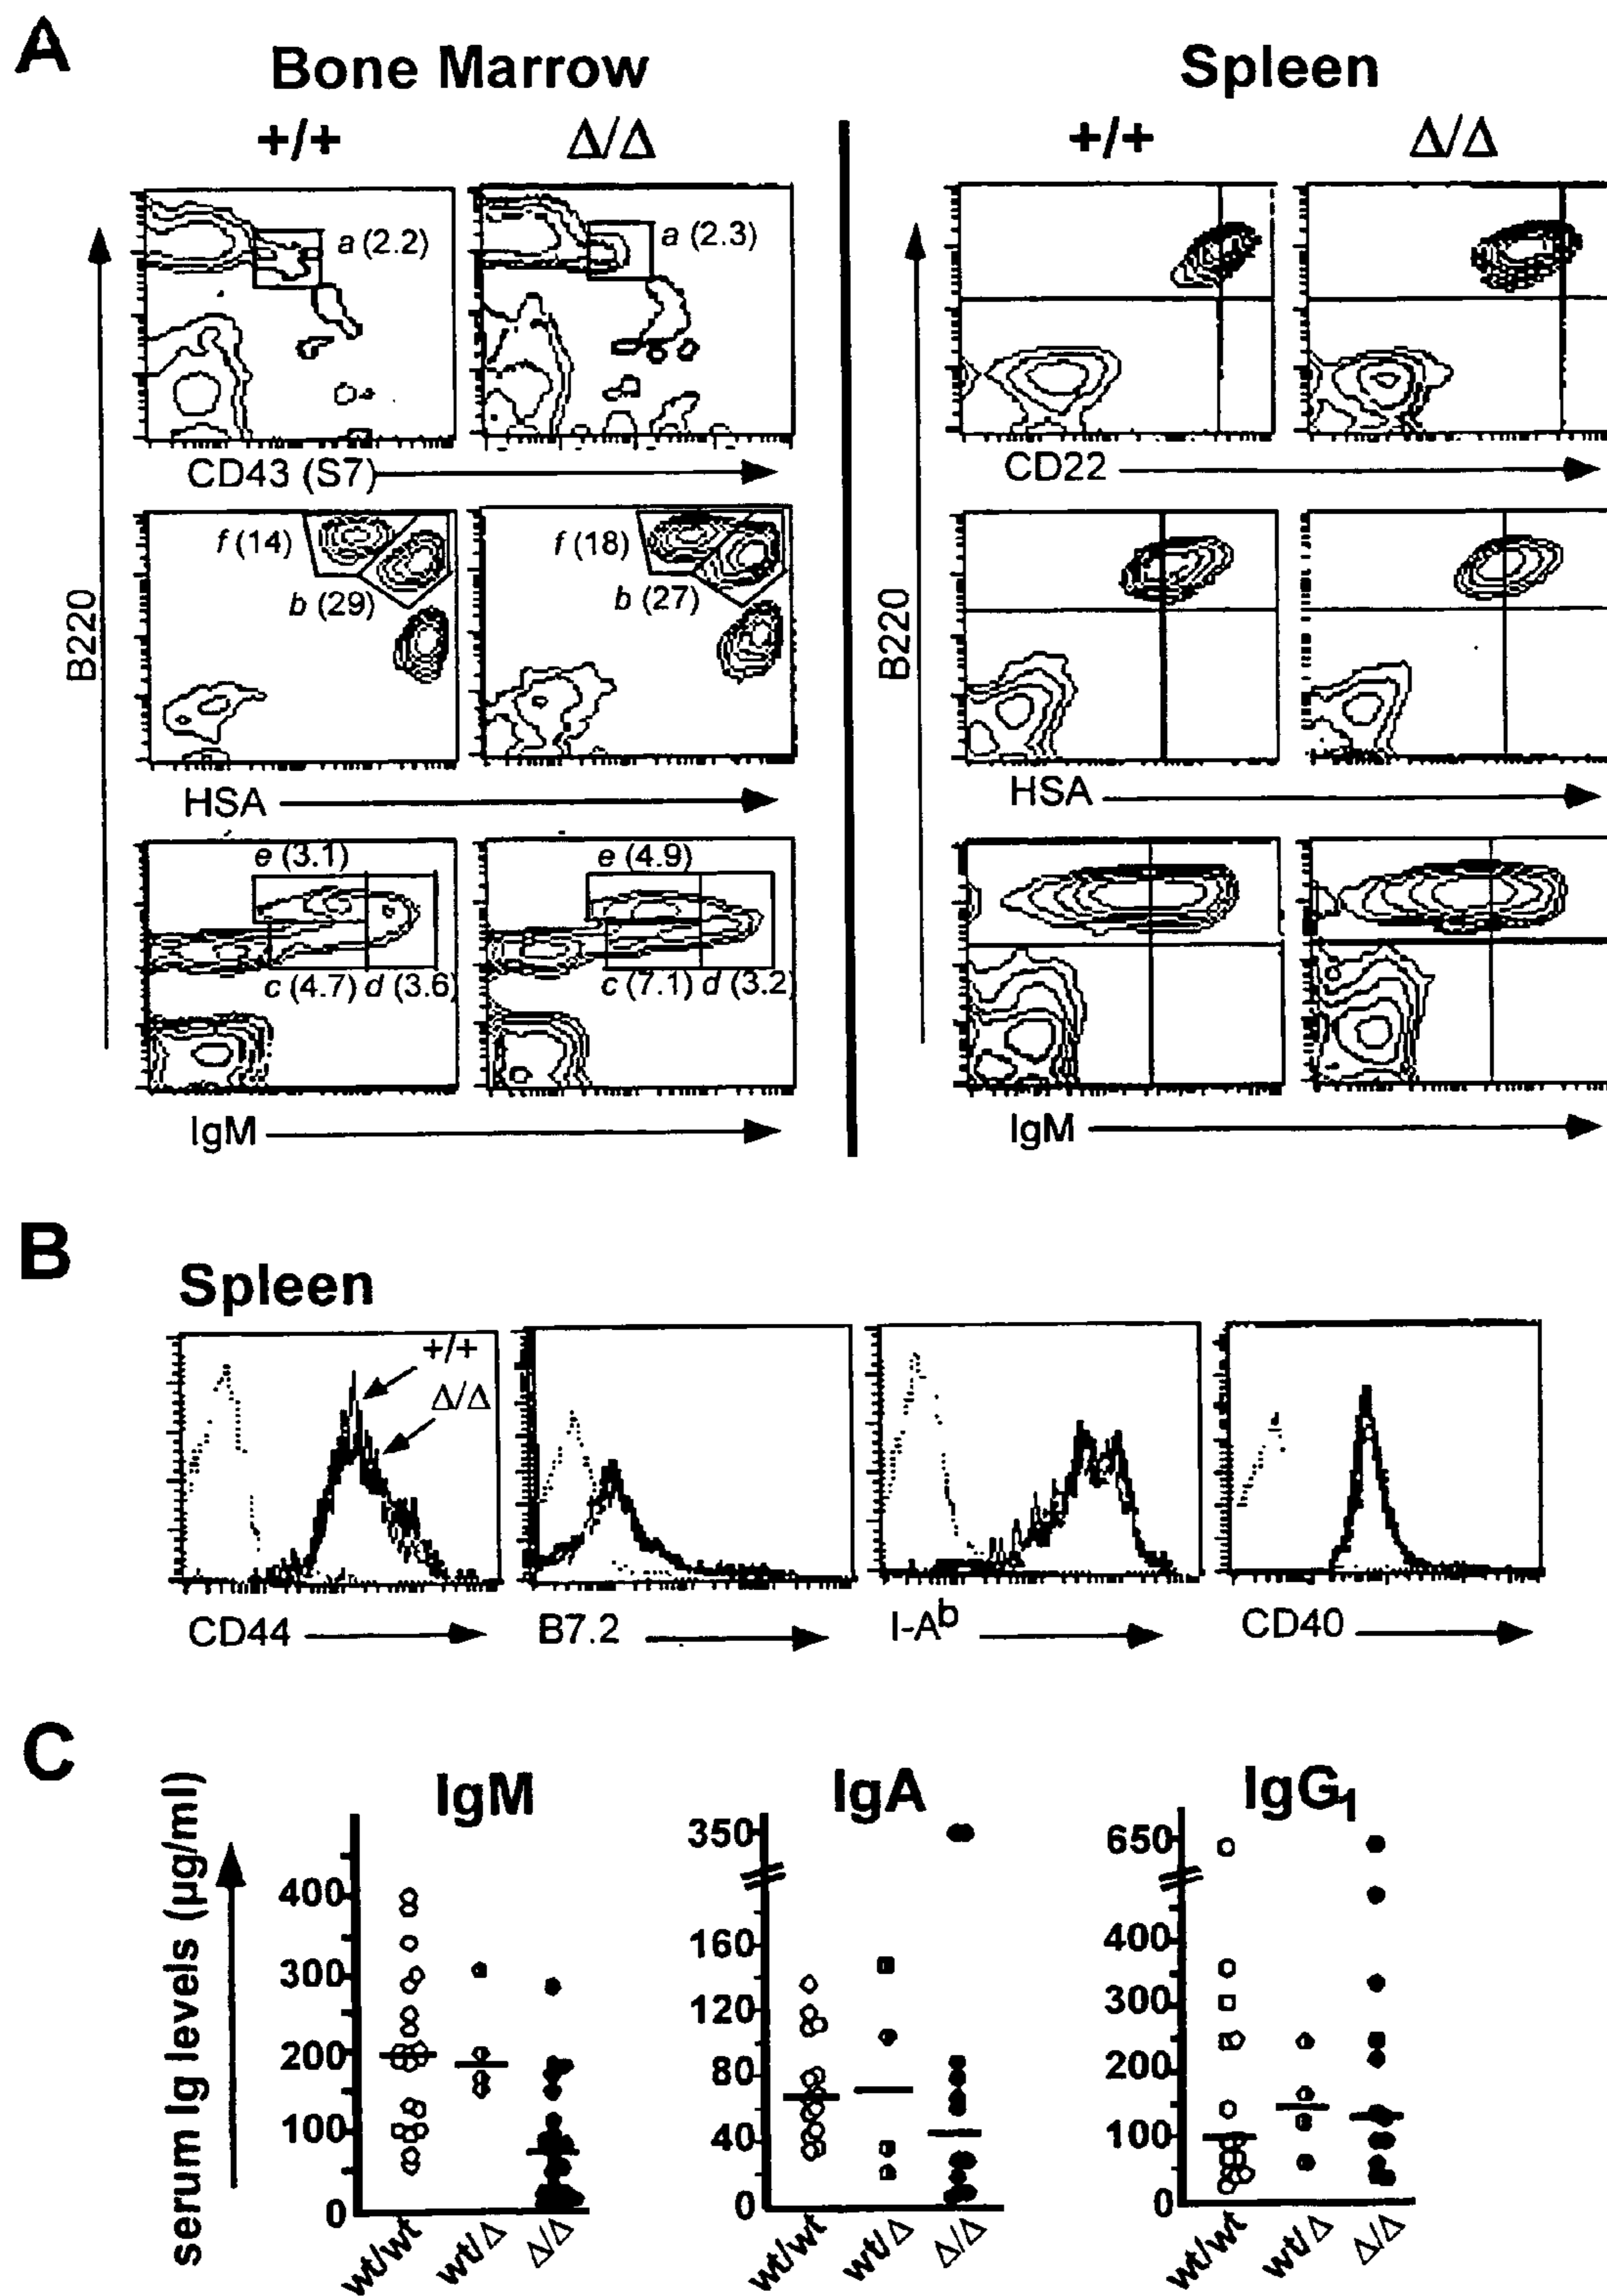 A
Bone Marrow
Spleen
+/+
Δ/Δ
+/+
Δ/Δ
a (2.2)
a (2.3)
CD43 (S7)
CD22
f (14)
b (29)
f (18)
b (27)
B220
B220
HSA
HSA
e (3.1)
e (4.9)
c (4.7) d (3.6)
c (7.1) d (3.2)
IgM
IgM
B
Spleen
+/+
Δ/Δ
CD44
B7.2
I-Ab
CD40
C
serum Ig levels (µg/ml)
IgM
400
300
200
100
0
wt/wt
wt/Δ
Δ/Δ
IgA
350
160
120
80
40
0
wt/wt
wt/Δ
Δ/Δ
IgG1
650
400
300
200
100
0
wt/wt
wt/Δ
Δ/Δ